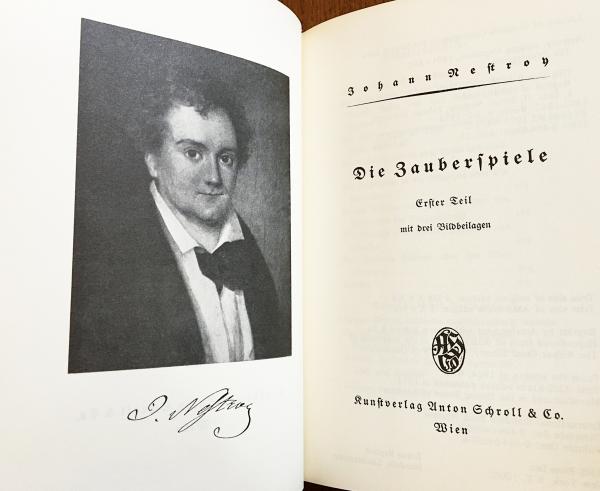 J. Nestroy
Johann Nestroy
Die Zauberspiele
Erster Teil
mit drei Bildbeilagen
Kunstverlag Anton Schroll & Co.
Wien